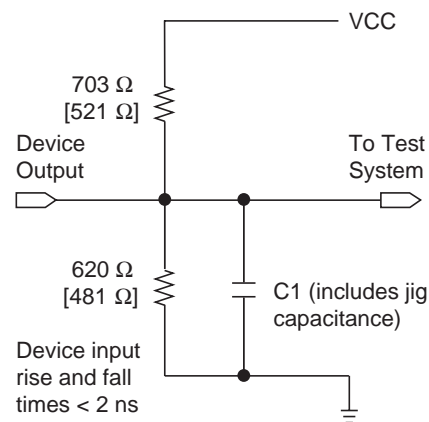 VCC
703 Ω
[521 Ω]
Device
Output
To Test
System
620 Ω
[481 Ω]
C1 (includes jig
capacitance)
Device input
rise and fall
times < 2 ns